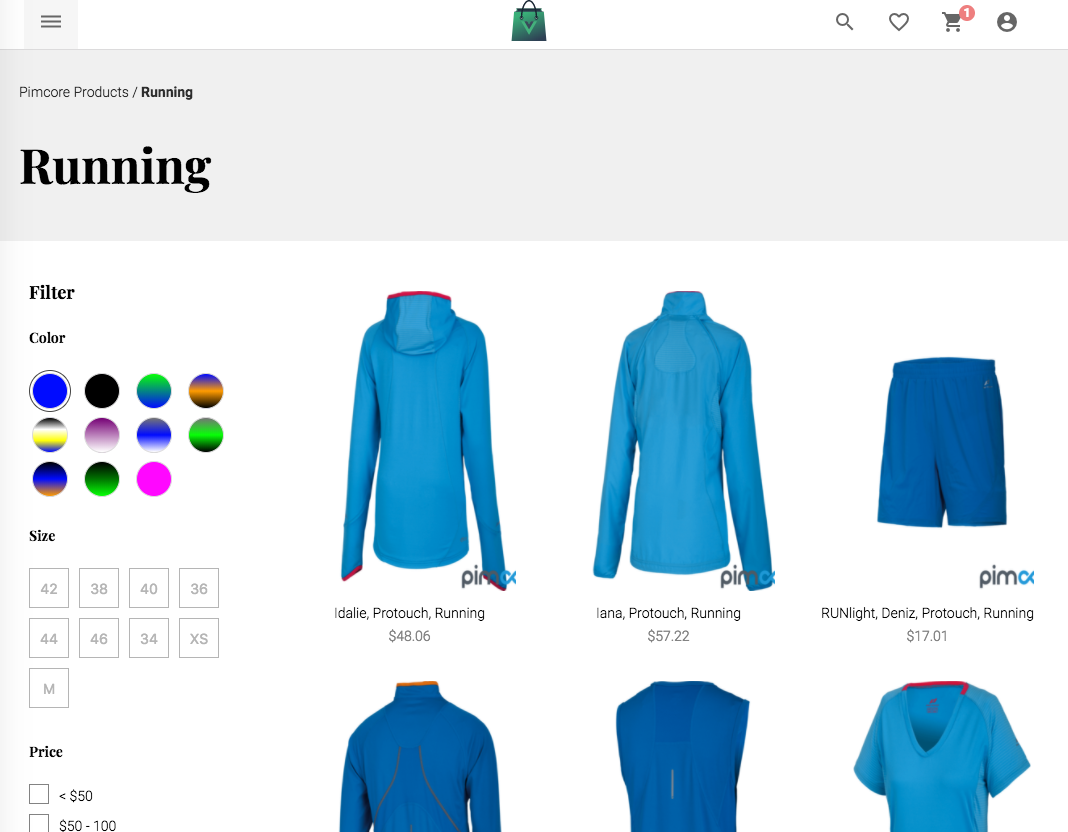 1
Pimcore Products / Running
Running
Filter
Color
Size
42 38 40 36
44 46 34 XS
M
Price
< $50
$50 - 100
pimc
Idalie, Protouch, Running
$48.06
pimc
Iana, Protouch, Running
$57.22
pimc
RUNlight, Deniz, Protouch, Running
$17.01